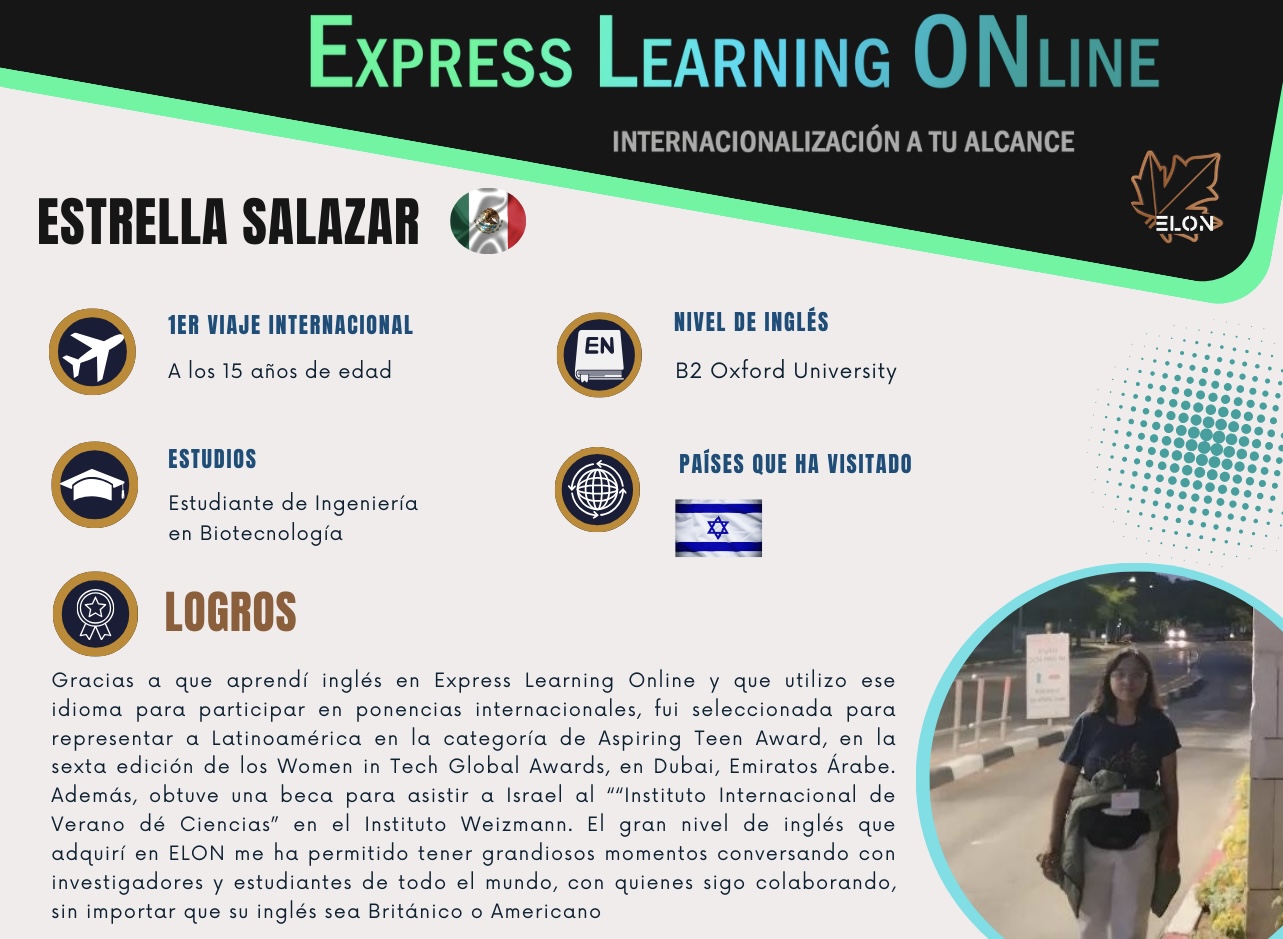 EXPRESS LEARNING ONLINE
INTERNACIONALIZACIÓN A TU ALCANCE
ELON
ESTRELLA SALAZAR
1ER VIAJE INTERNACIONAL
A los 15 años de edad
EN
NIVEL DE INGLÉS
B2 Oxford University
ESTUDIOS
Estudiante de Ingeniería
en Biotecnología
PAÍSES QUE HA VISITADO
LOGROS
Gracias a que aprendí inglés en Express Learning Online y que utilizo ese
idioma para participar en ponencias internacionales, fui seleccionada para
representar a Latinoamérica en la categoría de Aspiring Teen Award, en la
sexta edición de los Women in Tech Global Awards, en Dubai, Emiratos Árabe.
Además, obtuve una beca para asistir a Israel al ““Instituto Internacional de
Verano dé Ciencias” en el Instituto Weizmann. El gran nivel de inglés que
adquirí en ELON me ha permitido tener grandiosos momentos conversando con
investigadores y estudiantes de todo el mundo, con quienes sigo colaborando,
sin importar que su inglés sea Británico o Americano